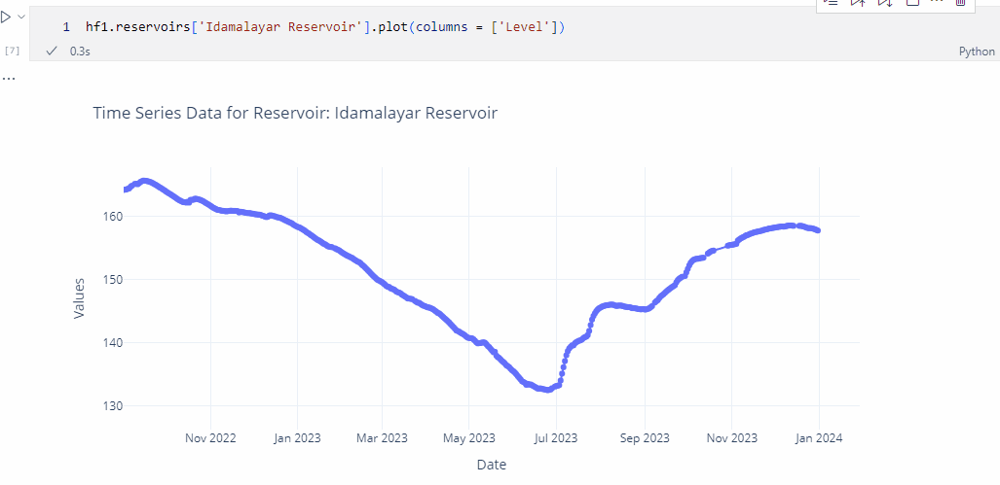 1 hf1.reservoirs['Idamalayar Reservoir'].plot(columns = ['Level'])
[7] ✓ 0.3s Python
...
Time Series Data for Reservoir: Idamalayar Reservoir
160
150
140
130
Values
Nov 2022 Jan 2023 Mar 2023 May 2023 Jul 2023 Sep 2023 Nov 2023 Jan 2024
Date